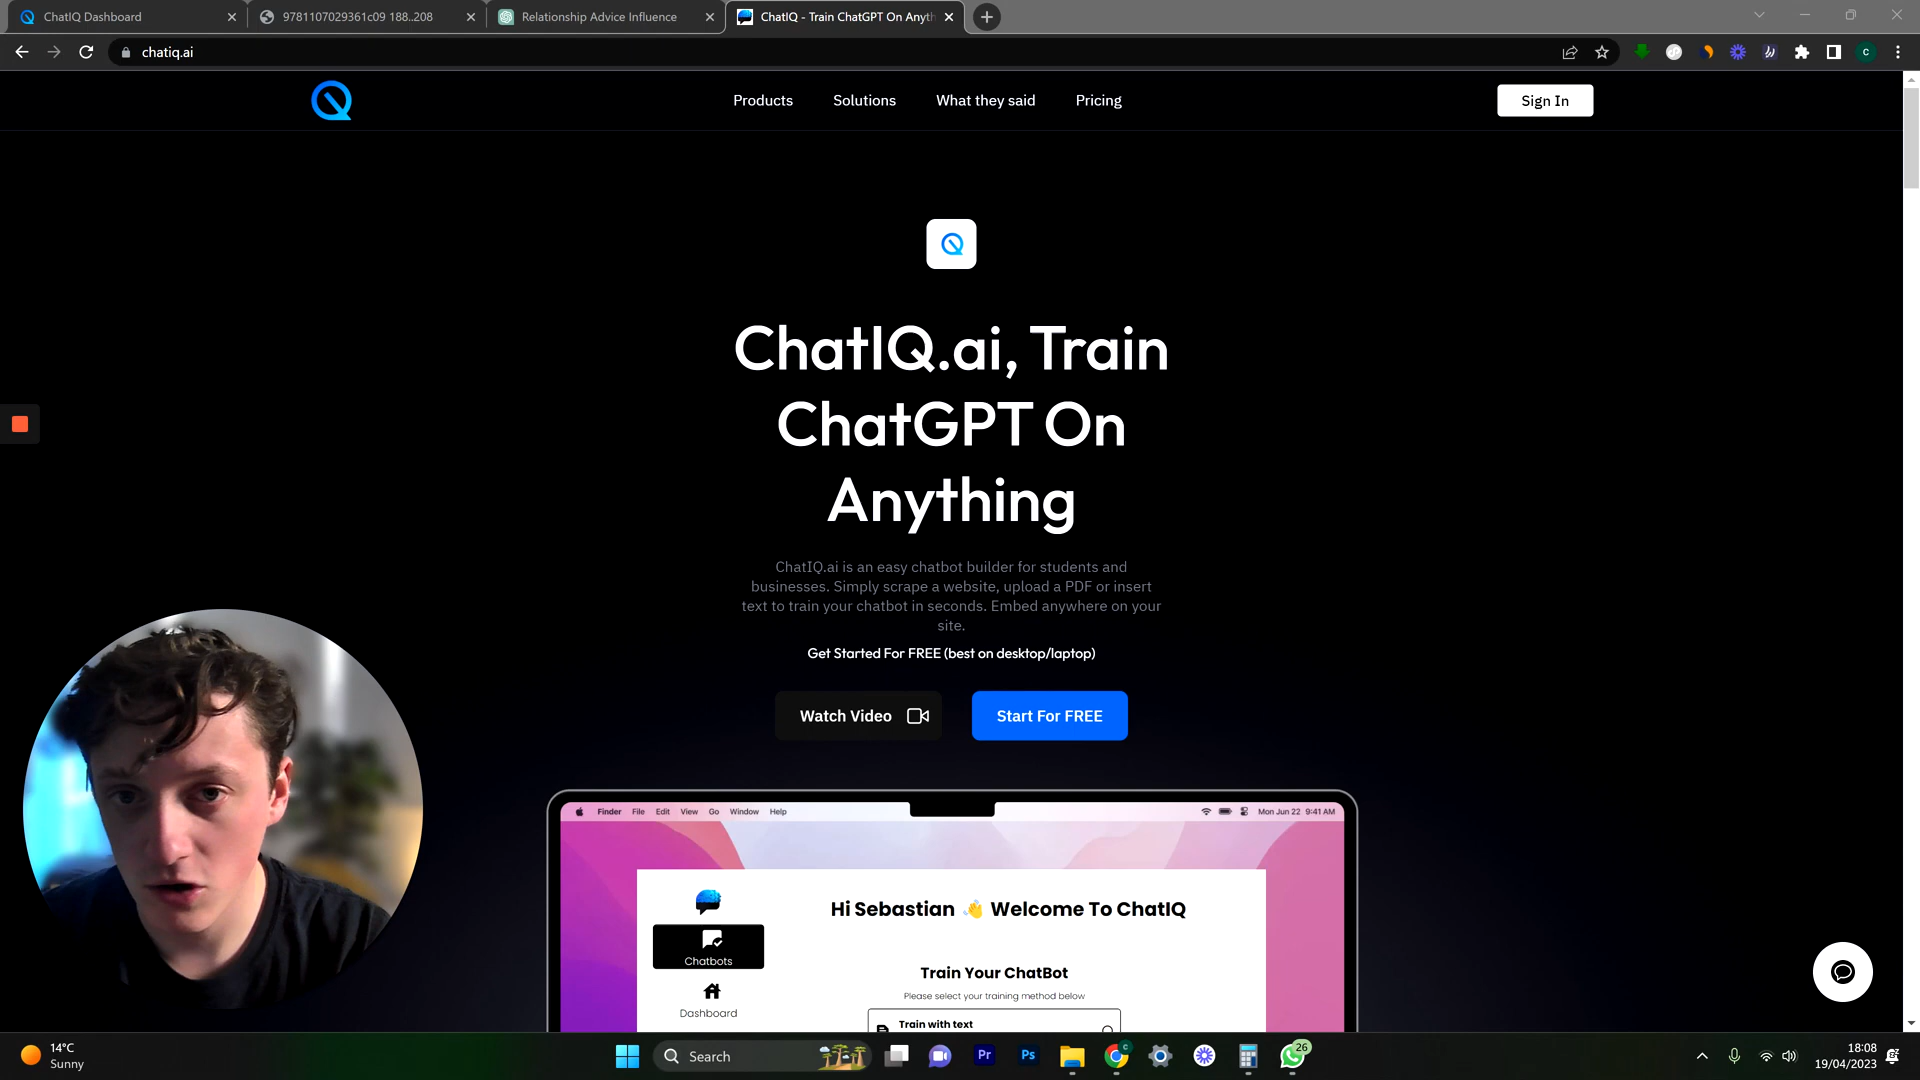 ChatIQ Dashboard
9781107029361c09 188..208
Relationship Advice Influence
ChatIQ - Train ChatGPT On Anyth
chatiq.ai
c
Products
Solutions
What they said
Pricing
Sign In
ChatIQ.ai, Train
ChatGPT On
Anything
ChatIQ.ai is an easy chatbot builder for students and
businesses. Simply scrape a website, upload a PDF or insert
text to train your chatbot in seconds. Embed anywhere on your
site.
Get Started For FREE (best on desktop/laptop)
Watch Video
Start For FREE
Finder File Edit View Go Window Help
Mon Jun 22 9:41 AM
Hi Sebastian 👋 Welcome To ChatIQ
Chatbots
Train Your ChatBot
Please select your training method below
Dashboard
Train with text
14°C
Sunny
Search
Pr
Ps
c
26
18:08
19/04/2023